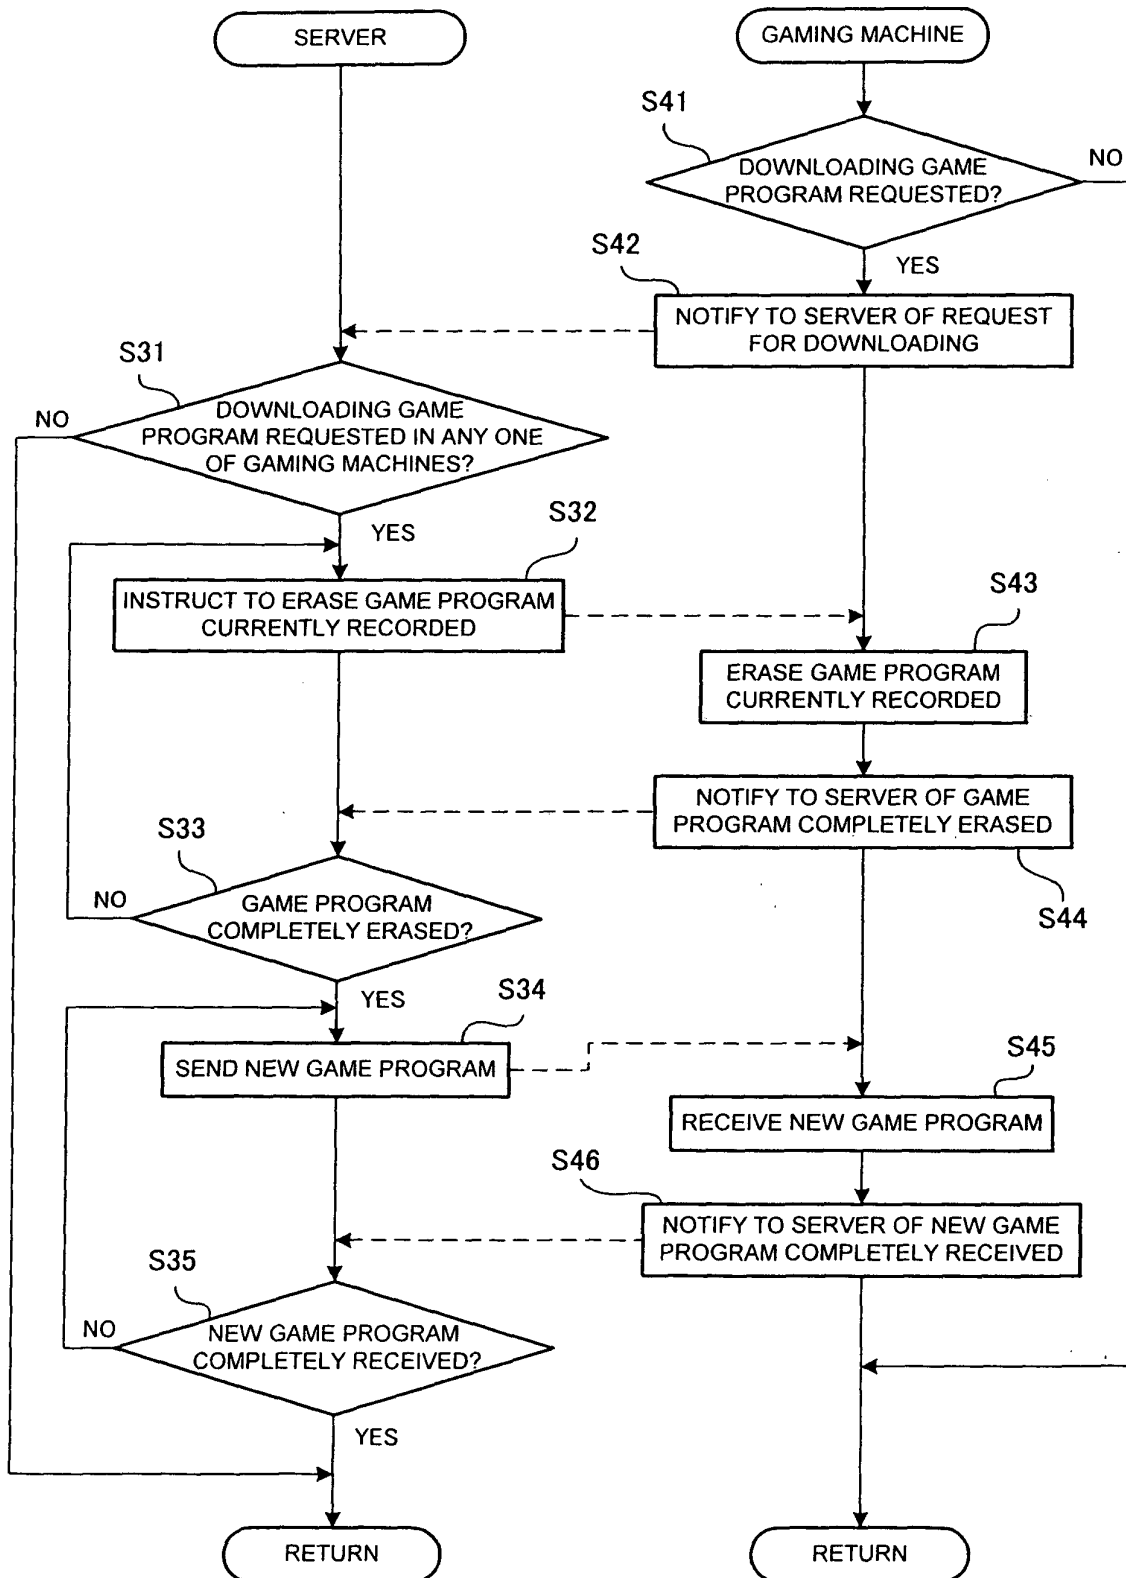 SERVER
GAMING MACHINE
S41
DOWNLOADING GAME
PROGRAM REQUESTED?
NO
YES
S42
NOTIFY TO SERVER OF REQUEST
FOR DOWNLOADING
S31
DOWNLOADING GAME
PROGRAM REQUESTED IN ANY ONE
OF GAMING MACHINES?
NO
YES
S32
INSTRUCT TO ERASE GAME PROGRAM
CURRENTLY RECORDED
S43
ERASE GAME PROGRAM
CURRENTLY RECORDED
NOTIFY TO SERVER OF GAME
PROGRAM COMPLETELY ERASED
S44
S33
GAME PROGRAM
COMPLETELY ERASED?
NO
YES
S34
SEND NEW GAME PROGRAM
S45
RECEIVE NEW GAME PROGRAM
S46
NOTIFY TO SERVER OF NEW GAME
PROGRAM COMPLETELY RECEIVED
S35
NEW GAME PROGRAM
COMPLETELY RECEIVED?
NO
YES
RETURN
RETURN